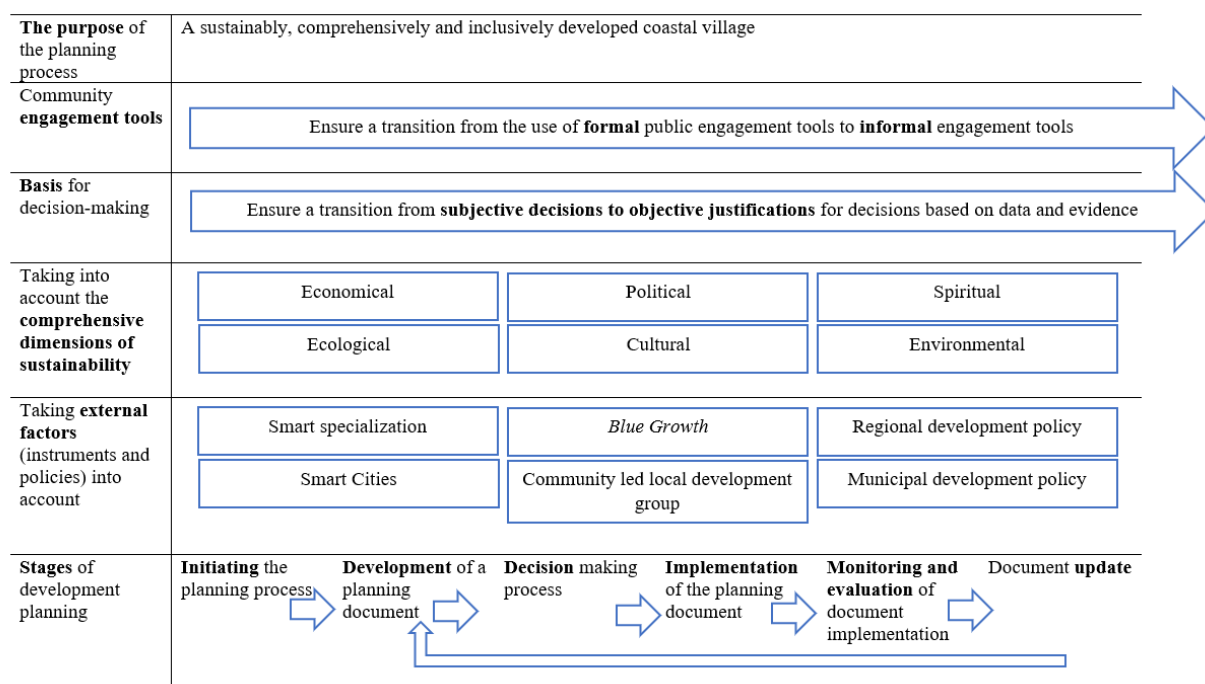 The purpose of
the planning
process
A sustainably, comprehensively and inclusively developed coastal village
Community
engagement tools
Ensure a transition from the use of formal public engagement tools to informal engagement tools
Basis for
decision-making
Ensure a transition from subjective decisions to objective justifications for decisions based on data and evidence
Taking into
account the
comprehensive
dimensions of
sustainability
Economical
Political
Spiritual
Ecological
Cultural
Environmental
Taking external
factors
(instruments and
policies) into
account
Smart specialization
Blue Growth
Regional development policy
Smart Cities
Community led local development
group
Municipal development policy
Stages of
development
planning
Initiating the
planning process
Development of a
planning
document
Decision making
process
Implementation
of the planning
document
Monitoring and
evaluation of
document
implementation
Document update